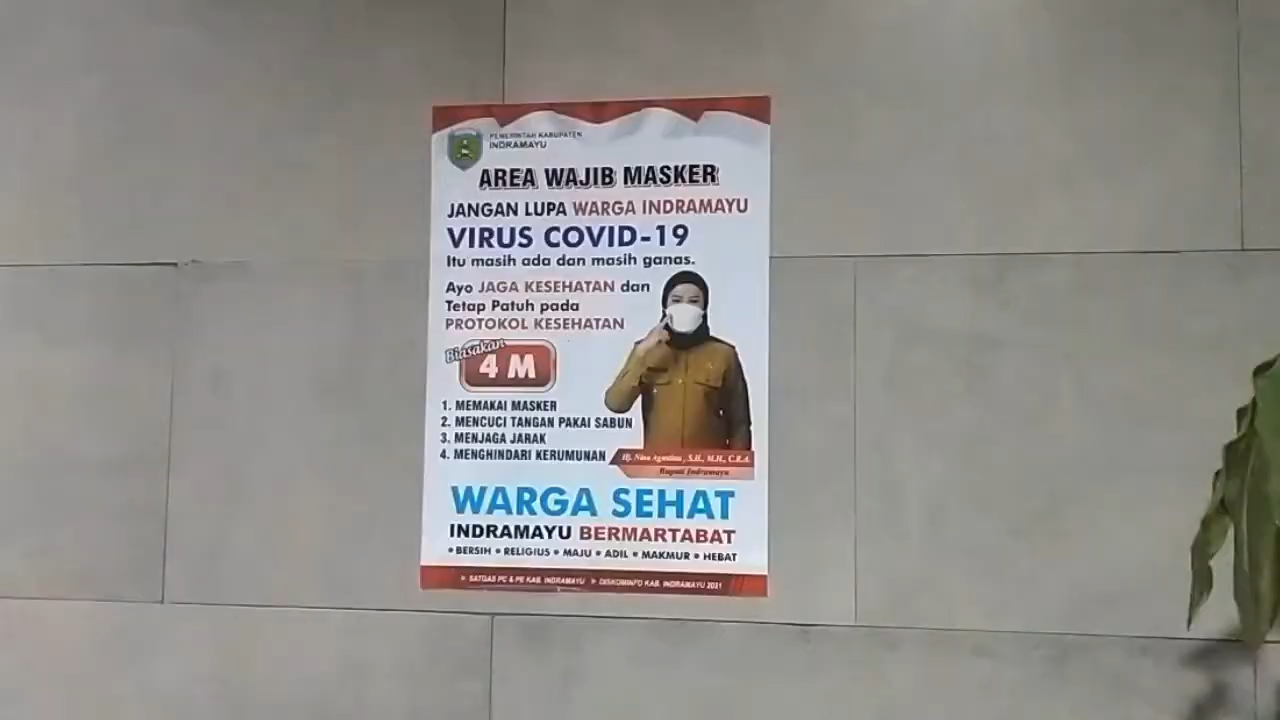 PEMERINTAH KABUPATEN
INDRAMAYU
AREA WAJIB MASKER
JANGAN LUPA WARGA INDRAMAYU
VIRUS COVID-19
Itu masih ada dan masih ganas.
Ayo JAGA KESEHATAN dan
Tetap Patuh pada
PROTOKOL KESEHATAN
Biasakan
4 M
1. MEMAKAI MASKER
2. MENCUCI TANGAN PAKAI SABUN
3. MENJAGA JARAK
4. MENGHINDARI KERUMUNAN
Hj. Nina Agustina, S.H., M.H., C.R.A.
Bupati Indramayu
WARGA SEHAT
INDRAMAYU BERMARTABAT
• BERSIH • RELIGIUS • MAJU • ADIL • MAKMUR • HEBAT
➤ SATGAS PC & PE KAB. INDRAMAYU ➤ DISKOMINFO KAB. INDRAMAYU 2021